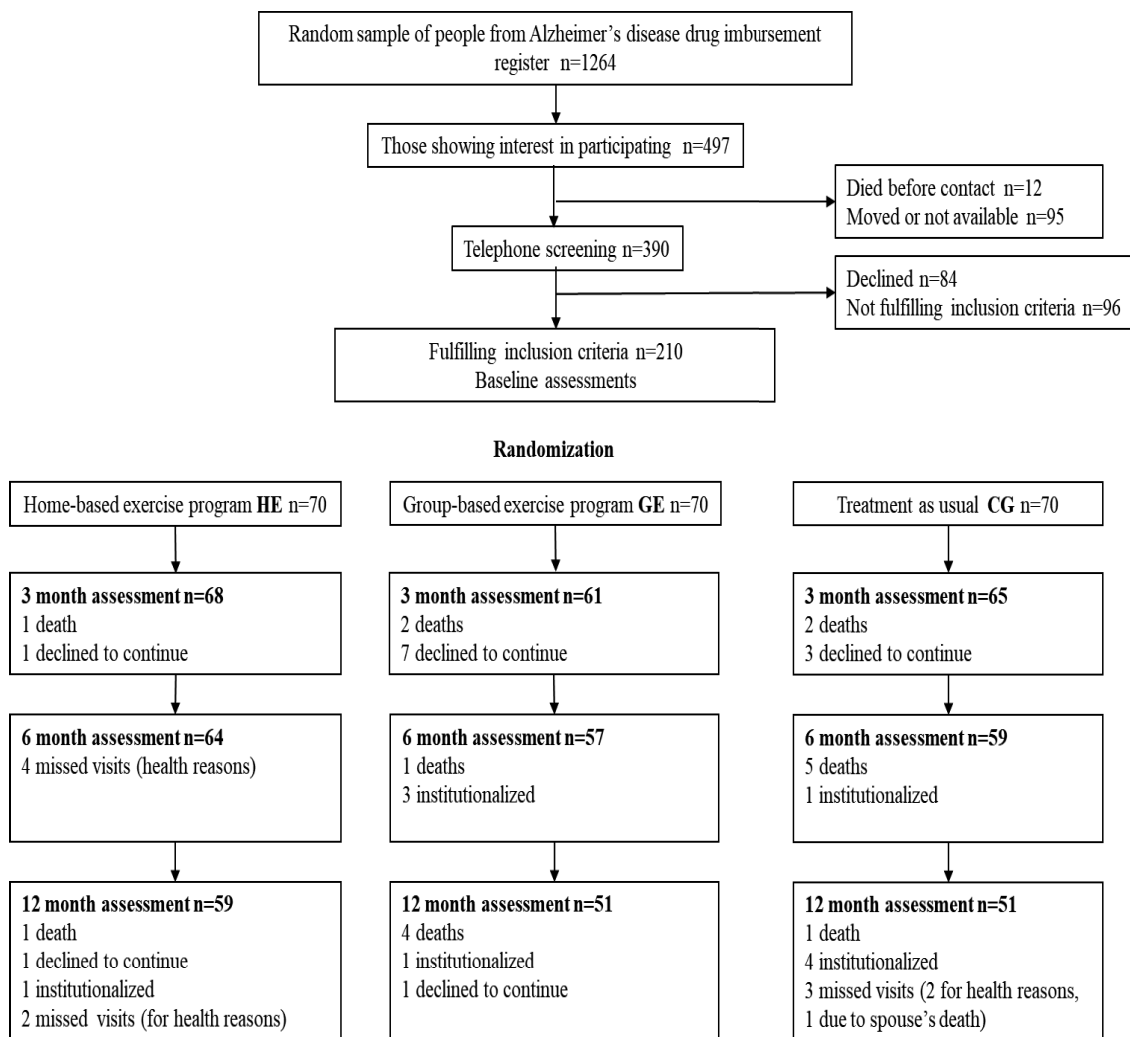 Random sample of people from Alzheimer's disease drug imbursement
register n=1264
Those showing interest in participating n=497
Died before contact n=12
Moved or not available n=95
Telephone screening n=390
Declined n=84
Not fulfilling inclusion criteria n=96
Fulfilling inclusion criteria n=210
Baseline assessments
Randomization
Home-based exercise program HE n=70
Group-based exercise program GE n=70
Treatment as usual CG n=70
3 month assessment n=68
1 death
1 declined to continue
3 month assessment n=61
2 deaths
7 declined to continue
3 month assessment n=65
2 deaths
3 declined to continue
6 month assessment n=64
4 missed visits (health reasons)
6 month assessment n=57
1 deaths
3 institutionalized
6 month assessment n=59
5 deaths
1 institutionalized
12 month assessment n=59
1 death
1 declined to continue
1 institutionalized
2 missed visits (for health reasons)
12 month assessment n=51
4 deaths
1 institutionalized
1 declined to continue
12 month assessment n=51
1 death
4 institutionalized
3 missed visits (2 for health reasons,
1 due to spouse's death)